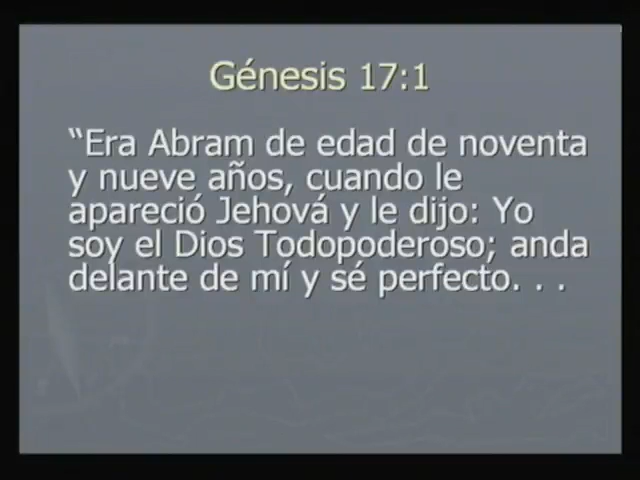 Génesis 17:1
“Era Abram de edad de noventa
y nueve años, cuando le
apareció Jehová y le dijo: Yo
soy el Dios Todopoderoso; anda
delante de mí y sé perfecto. . .